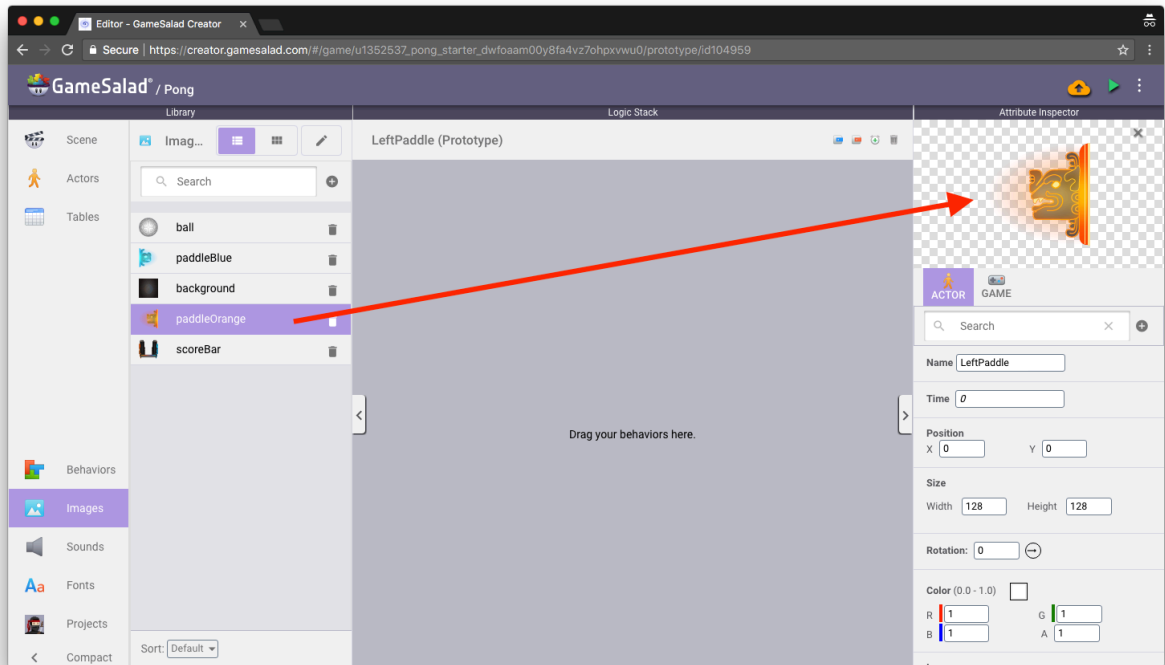 Editor - GameSalad Creator ×
Secure | https://creator.gamesalad.com/#/game/u1352537_pong_starter_dwfoaam00y8fa4vz7ohpxvwu0/prototype/id104959
GameSalad® / Pong
Library
Logic Stack
Attribute Inspector
Scene
Imag...
LeftPaddle (Prototype)
Actors
Search
Tables
ball
paddleBlue
background
ACTOR
GAME
paddleOrange
Search
scoreBar
Name LeftPaddle
Time 0
Position
X 0 Y 0
Drag your behaviors here.
Behaviors
Size
Images
Width 128 Height 128
Sounds
Rotation: 0
Aa Fonts
Color (0.0 - 1.0)
R 1 G 1
Projects
B 1 A 1
Sort: Default
Compact